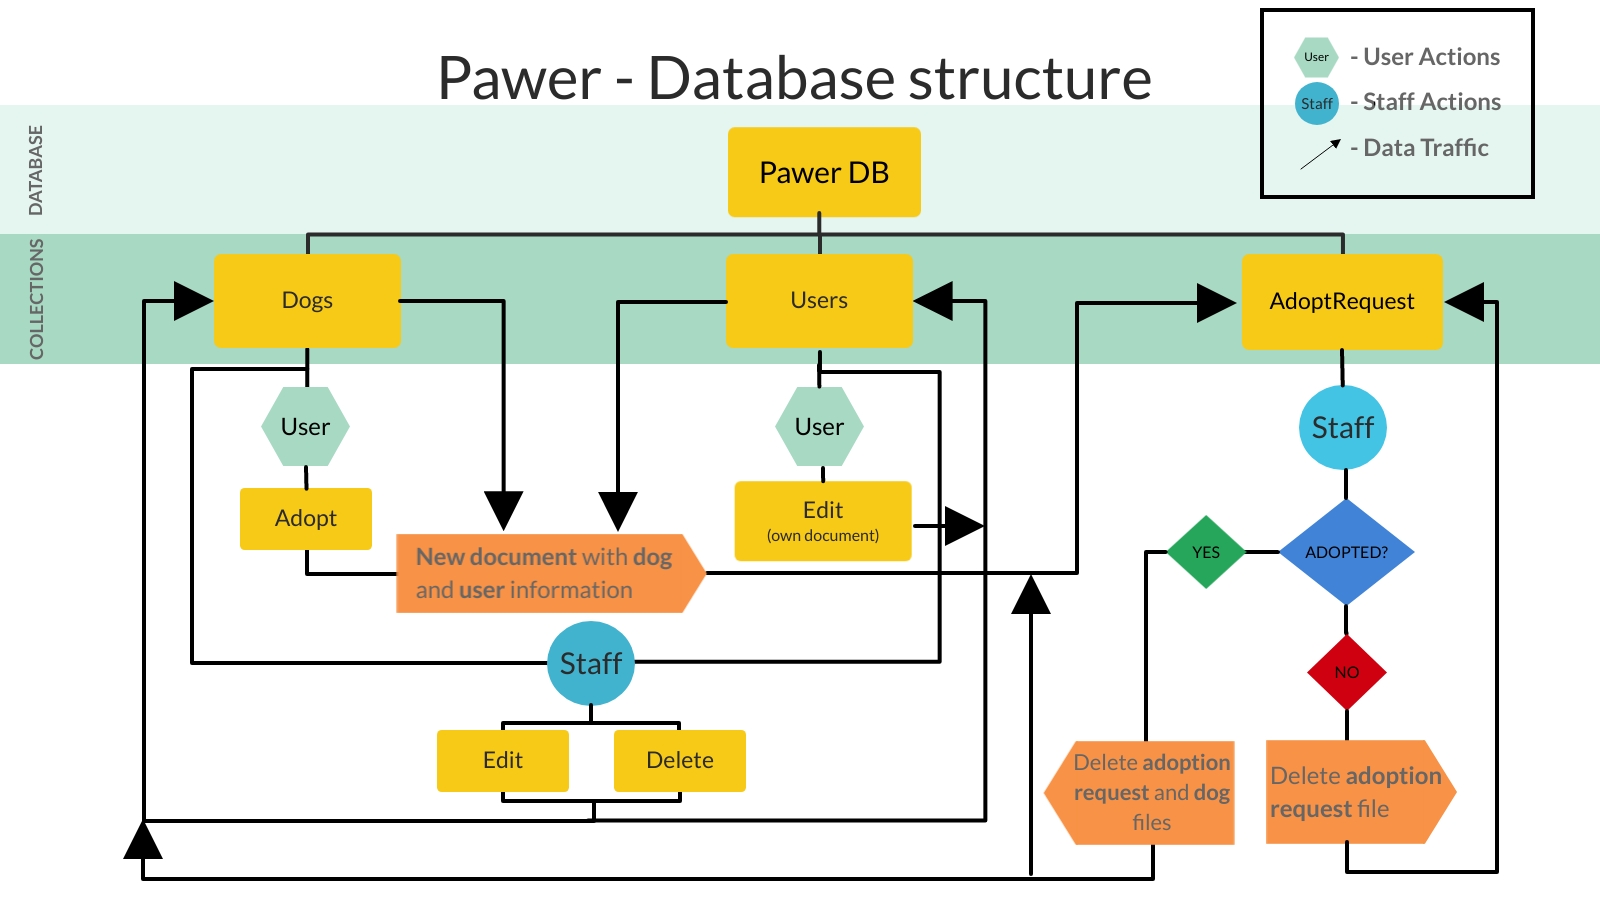 Pawer - Database structure
User - User Actions
Staff - Staff Actions
- Data Traffic
DATABASE
Pawer DB
COLLECTIONS
Dogs
Users
AdoptRequest
User
User
Staff
Adopt
Edit
(own document)
New document with dog
and user information
YES
ADOPTED?
Staff
NO
Edit
Delete
Delete adoption
request and dog
files
Delete adoption
request file